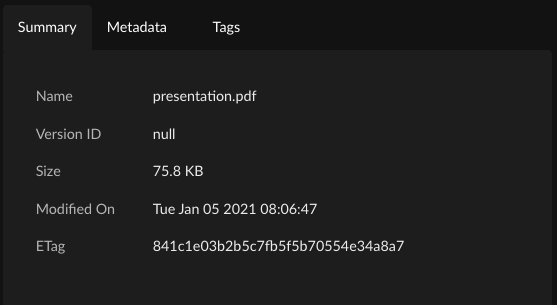 Summary Metadata Tags
Name presentation.pdf
Version ID null
Size 75.8 KB
Modified On Tue Jan 05 2021 08:06:47
ETag 841c1e03b2b5c7fb5f5b70554e34a8a7